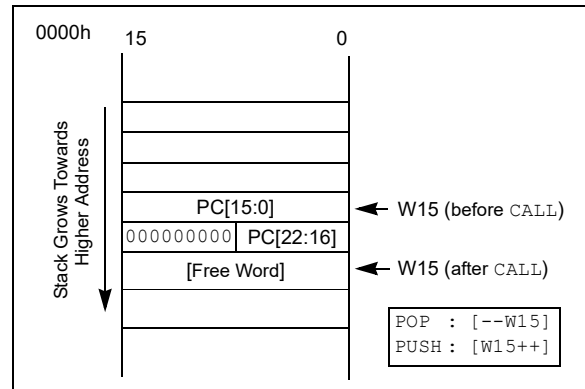 0000h
15 0
Stack Grows Towards
Higher Address
PC[15:0]
W15 (before CALL)
000000000 PC[22:16]
[Free Word]
W15 (after CALL)
POP : [--W15]
PUSH : [W15++]